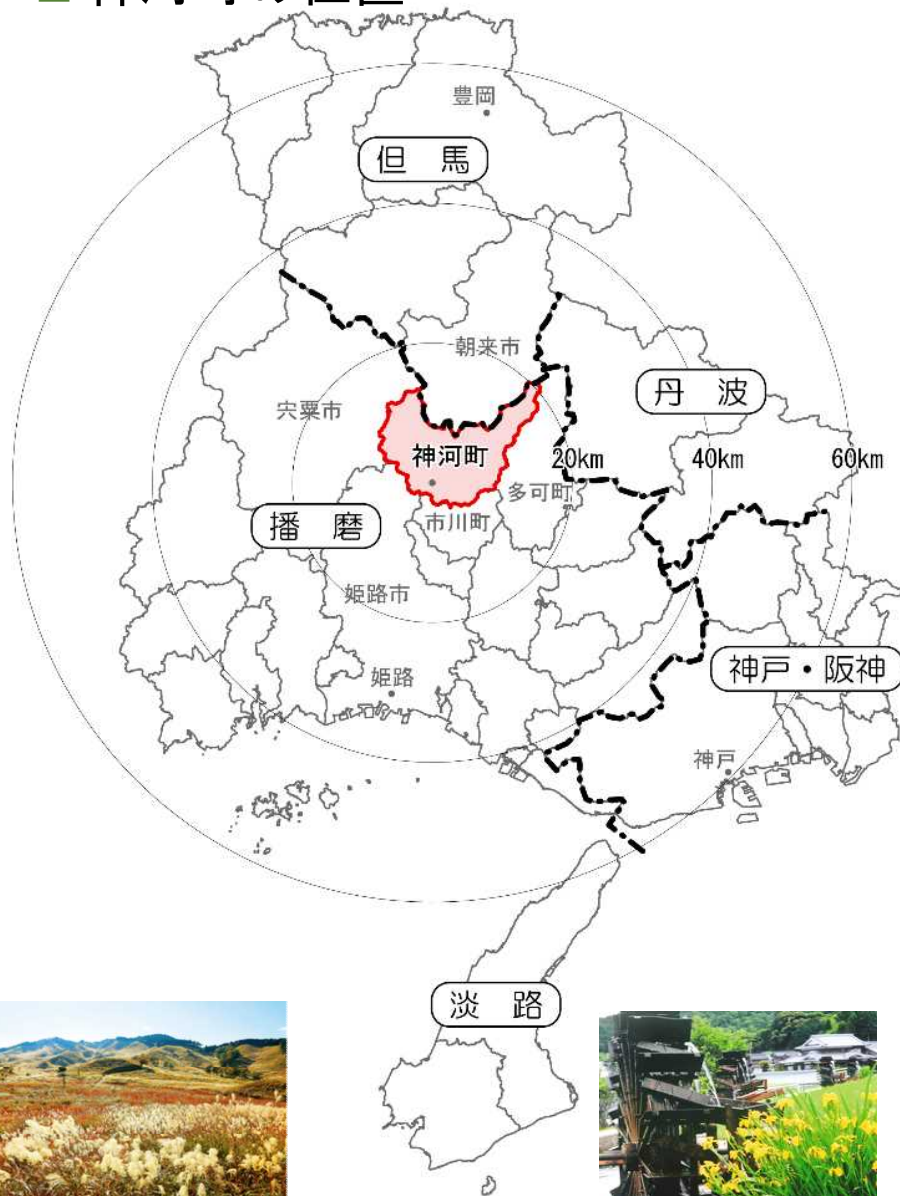 豊岡
但 馬
朝来市
丹 波
宍粟市
神河町
20km
40km
60km
多可町
市川町
播 磨
姫路市
神戸・阪神
姫路
神戸
淡 路